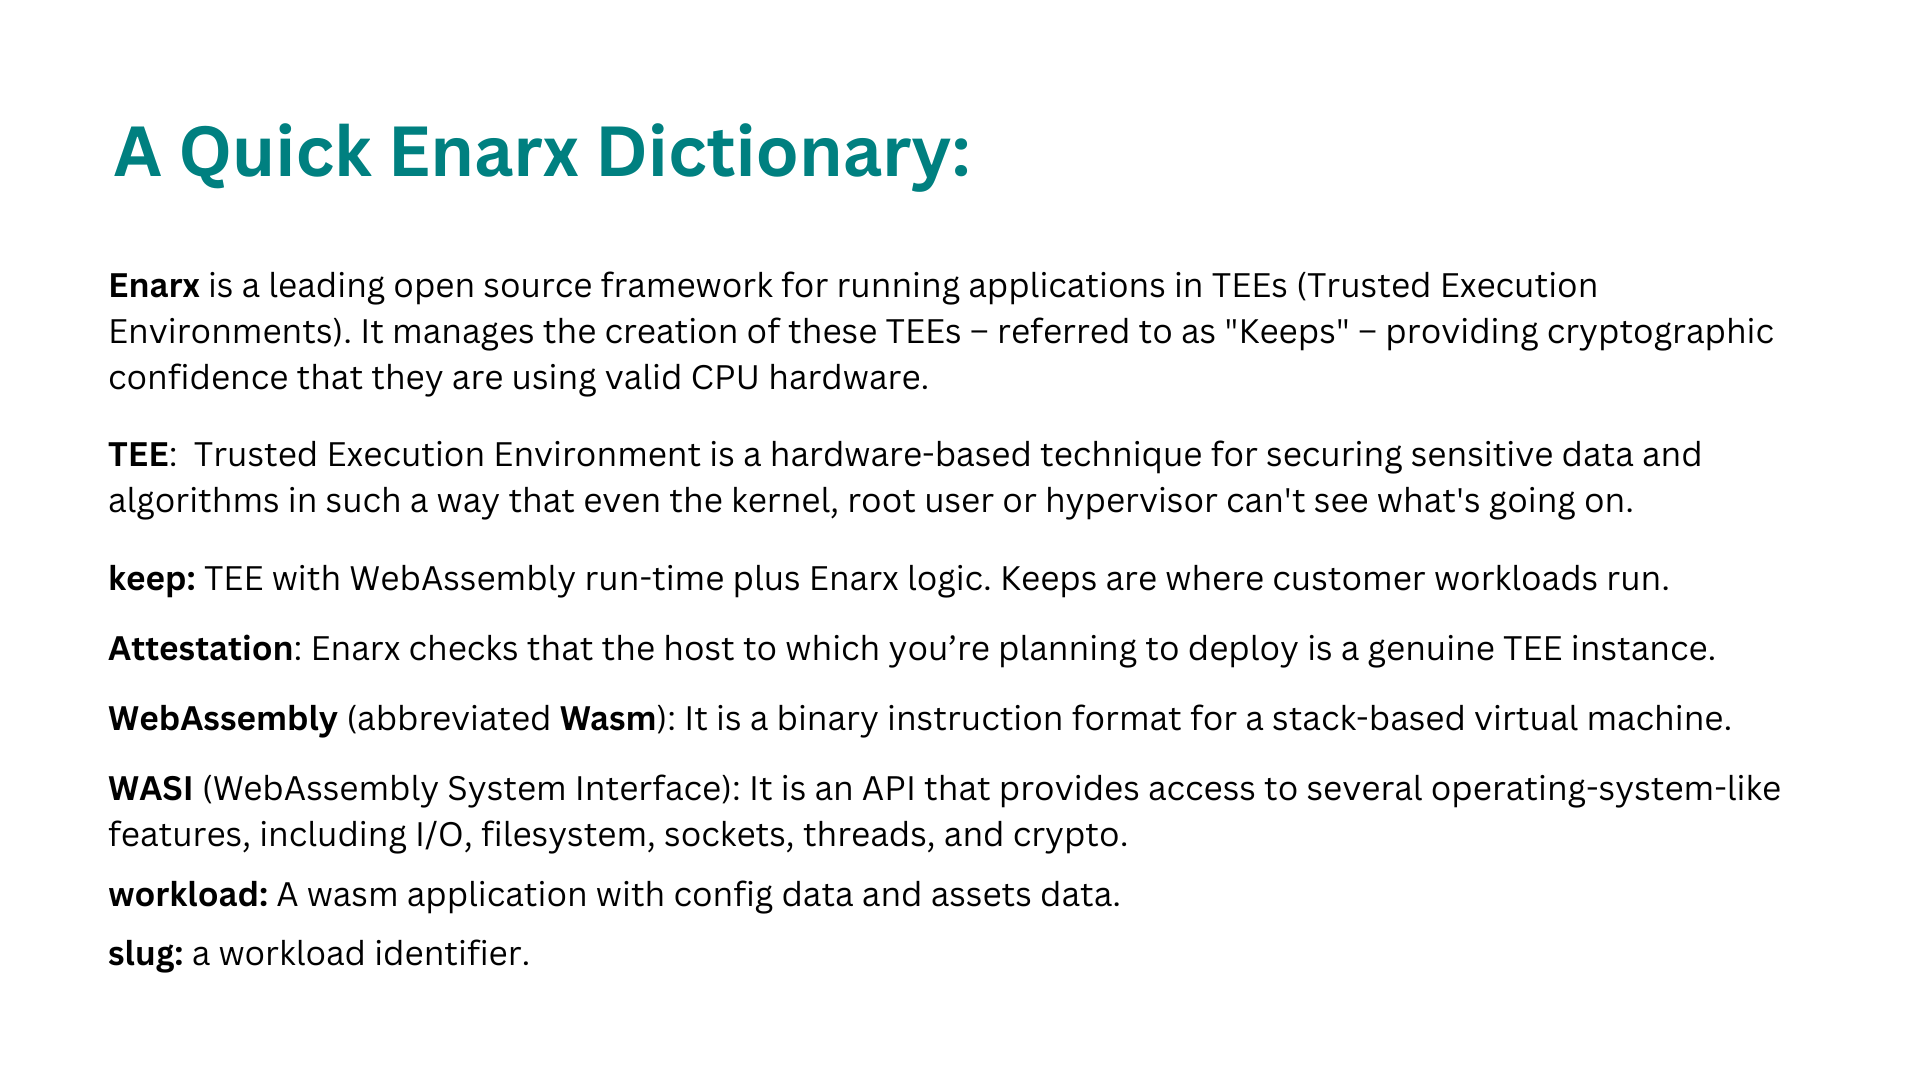 A Quick Enarx Dictionary:
Enarx is a leading open source framework for running applications in TEEs (Trusted Execution
Environments). It manages the creation of these TEEs – referred to as "Keeps" – providing cryptographic
confidence that they are using valid CPU hardware.
TEE:  Trusted Execution Environment is a hardware-based technique for securing sensitive data and
algorithms in such a way that even the kernel, root user or hypervisor can't see what's going on.
keep: TEE with WebAssembly run-time plus Enarx logic. Keeps are where customer workloads run.
Attestation: Enarx checks that the host to which you’re planning to deploy is a genuine TEE instance.
WebAssembly (abbreviated Wasm): It is a binary instruction format for a stack-based virtual machine.
WASI (WebAssembly System Interface): It is an API that provides access to several operating-system-like
features, including I/O, filesystem, sockets, threads, and crypto.
workload: A wasm application with config data and assets data.
slug: a workload identifier.